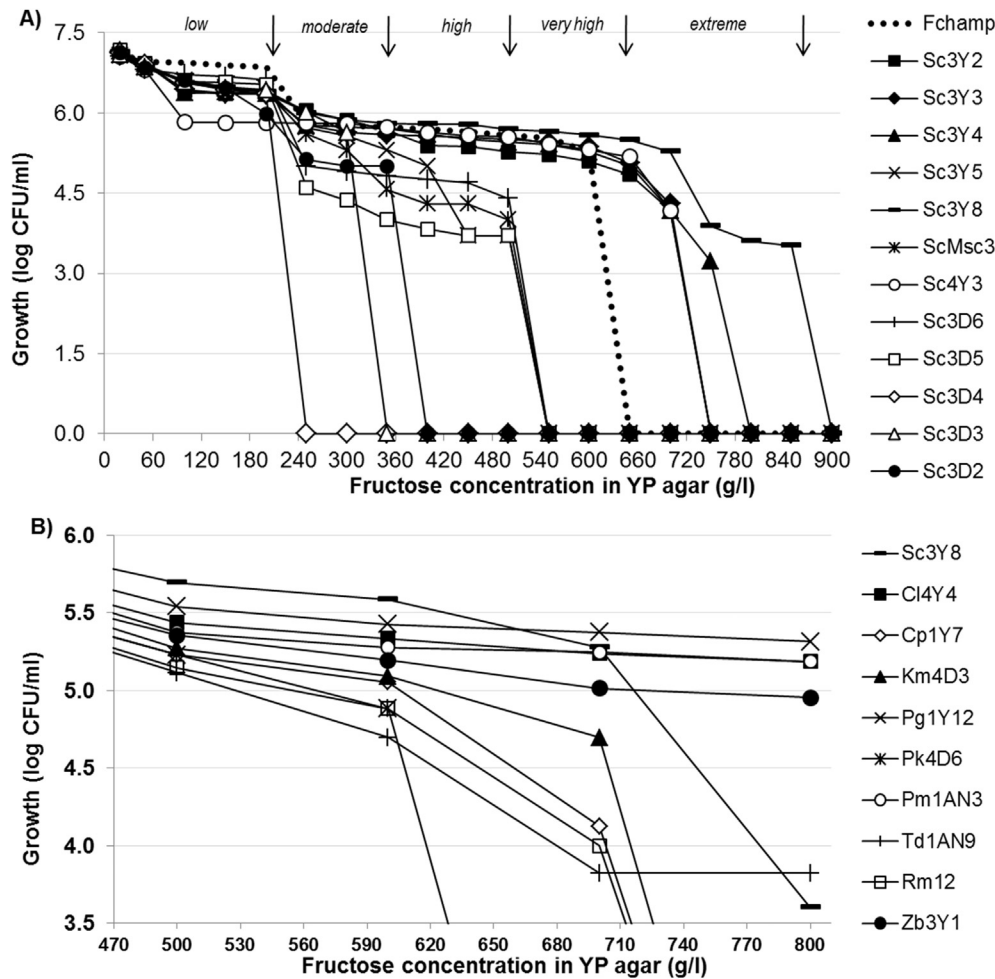 A)
low moderate high very high extreme
7.5
6.0
4.5
3.0
1.5
0.0
Growth (log CFU/ml)
0 60 120 180 240 300 360 420 480 540 600 660 720 780 840 900
Fructose concentration in YP agar (g/l)
Fchamp
Sc3Y2
Sc3Y3
Sc3Y4
Sc3Y5
Sc3Y8
ScMsc3
Sc4Y3
Sc3D6
Sc3D5
Sc3D4
Sc3D3
Sc3D2
B)
6.0
5.5
5.0
4.5
4.0
3.5
Growth (log CFU/ml)
470 500 530 560 600 620 650 680 710 740 770 800
Fructose concentration in YP agar (g/l)
Sc3Y8
Cl4Y4
Cp1Y7
Km4D3
Pg1Y12
Pk4D6
Pm1AN3
Td1AN9
Rm12
Zb3Y1